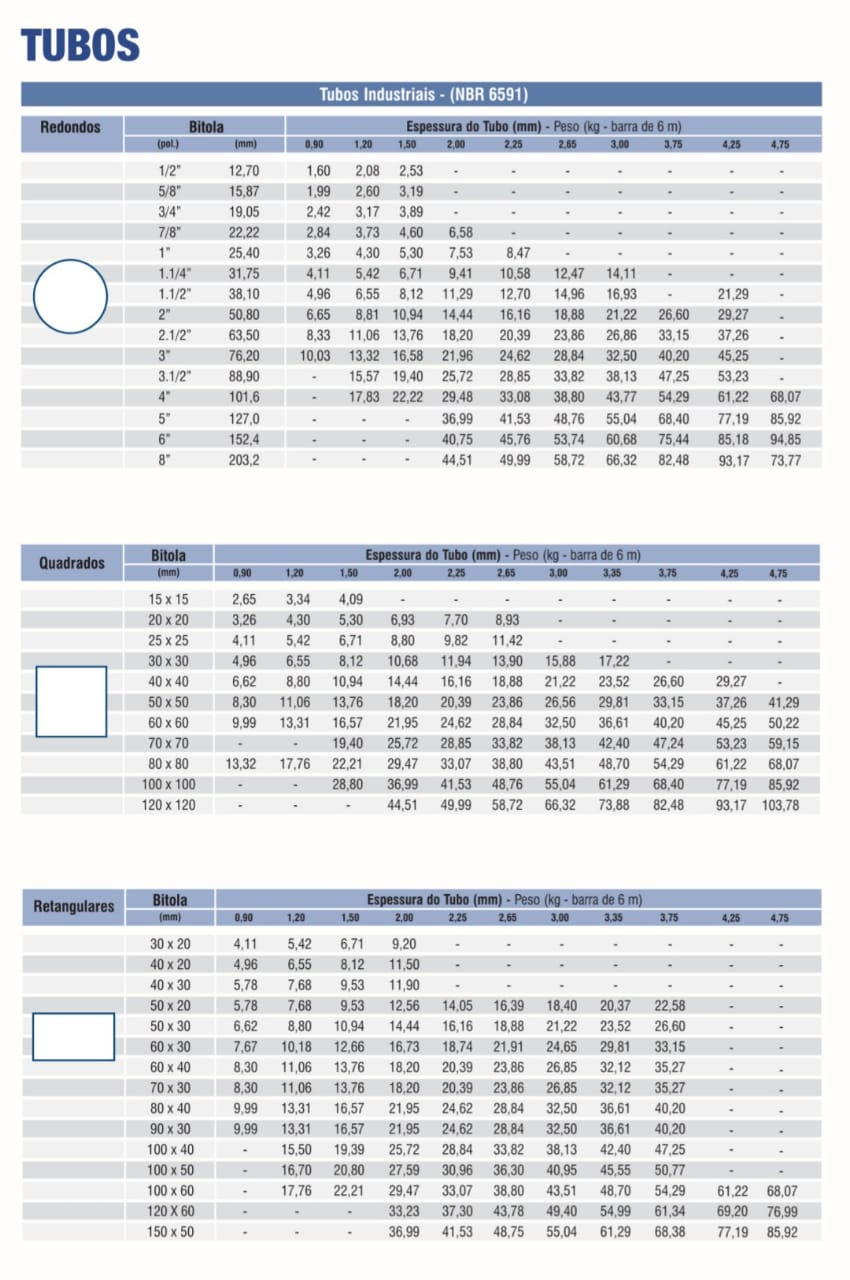 TUBOS
Tubos Industriais - (NBR 6591)
Redondos Bitola Espessura do Tubo (mm) - Peso (kg - barra de 6 m)
(pol.) (mm) 0,90 1,20 1,50 2,00 2,25 2,65 3,00 3,75 4,25 4,75
1/2" 12,70 1,60 2,08 2,53 - - - - - - -
5/8" 15,87 1,99 2,60 3,19 - - - - - - -
3/4" 19,05 2,42 3,17 3,89 - - - - - - -
7/8" 22,22 2,84 3,73 4,60 6,58 - - - - - -
1" 25,40 3,26 4,30 5,30 7,53 8,47 - - - - -
1.1/4" 31,75 4,11 5,42 6,71 9,41 10,58 12,47 14,11 - - -
1.1/2" 38,10 4,96 6,55 8,12 11,29 12,70 14,96 16,93 - 21,29 -
2" 50,80 6,65 8,81 10,94 14,44 16,16 18,88 21,22 26,60 29,27 -
2.1/2" 63,50 8,33 11,06 13,76 18,20 20,39 23,86 26,86 33,15 37,26 -
3" 76,20 10,03 13,32 16,58 21,96 24,62 28,84 32,50 40,20 45,25 -
3.1/2" 88,90 - 15,57 19,40 25,72 28,85 33,82 38,13 47,25 53,23 -
4" 101,6 - 17,83 22,22 29,48 33,08 38,80 43,77 54,29 61,22 68,07
5" 127,0 - - - 36,99 41,53 48,76 55,04 68,40 77,19 85,92
6" 152,4 - - - 40,75 45,76 53,74 60,68 75,44 85,18 94,85
8" 203,2 - - - 44,51 49,99 58,72 66,32 82,48 93,17 73,77
Quadrados Bitola Espessura do Tubo (mm) - Peso (kg - barra de 6 m)
(mm) 0,90 1,20 1,50 2,00 2,25 2,65 3,00 3,35 3,75 4,25 4,75
15 x 15 2,65 3,34 4,09 - - - - - - - -
20 x 20 3,26 4,30 5,30 6,93 7,70 8,93 - - - - -
25 x 25 4,11 5,42 6,71 8,80 9,82 11,42 - - - - -
30 x 30 4,96 6,55 8,12 10,68 11,94 13,90 15,88 17,22 - - -
40 x 40 6,62 8,80 10,94 14,44 16,16 18,88 21,22 23,52 26,60 29,27 -
50 x 50 8,30 11,06 13,76 18,20 20,39 23,86 26,56 29,81 33,15 37,26 41,29
60 x 60 9,99 13,31 16,57 21,95 24,62 28,84 32,50 36,61 40,20 45,25 50,22
70 x 70 - - 19,40 25,72 28,85 33,82 38,13 42,40 47,24 53,23 59,15
80 x 80 13,32 17,76 22,21 29,47 33,07 38,80 43,51 48,70 54,29 61,22 68,07
100 x 100 - - 28,80 36,99 41,53 48,76 55,04 61,29 68,40 77,19 85,92
120 x 120 - - - 44,51 49,99 58,72 66,32 73,88 82,48 93,17 103,78
Retangulares Bitola Espessura do Tubo (mm) - Peso (kg - barra de 6 m)
(mm) 0,90 1,20 1,50 2,00 2,25 2,65 3,00 3,35 3,75 4,25 4,75
30 x 20 4,11 5,42 6,71 9,20 - - - - - - -
40 x 20 4,96 6,55 8,12 11,50 - - - - - - -
40 x 30 5,78 7,68 9,53 11,90 - - - - - - -
50 x 20 5,78 7,68 9,53 12,56 14,05 16,39 18,40 20,37 22,58 - -
50 x 30 6,62 8,80 10,94 14,44 16,16 18,88 21,22 23,52 26,60 - -
60 x 30 7,67 10,18 12,66 16,73 18,74 21,91 24,65 29,81 33,15 - -
60 x 40 8,30 11,06 13,76 18,20 20,39 23,86 26,85 32,12 35,27 - -
70 x 30 8,30 11,06 13,76 18,20 20,39 23,86 26,85 32,12 35,27 - -
80 x 40 9,99 13,31 16,57 21,95 24,62 28,84 32,50 36,61 40,20 - -
90 x 30 9,99 13,31 16,57 21,95 24,62 28,84 32,50 36,61 40,20 - -
100 x 40 - 15,50 19,39 25,72 28,84 33,82 38,13 42,40 47,25 - -
100 x 50 - 16,70 20,80 27,59 30,96 36,30 40,95 45,55 50,77 - -
100 x 60 - 17,76 22,21 29,47 33,07 38,80 43,51 48,70 54,29 61,22 68,07
120 X 60 - - - 33,23 37,30 43,78 49,40 54,99 61,34 69,20 76,99
150 x 50 - - - 36,99 41,53 48,75 55,04 61,29 68,38 77,19 85,92